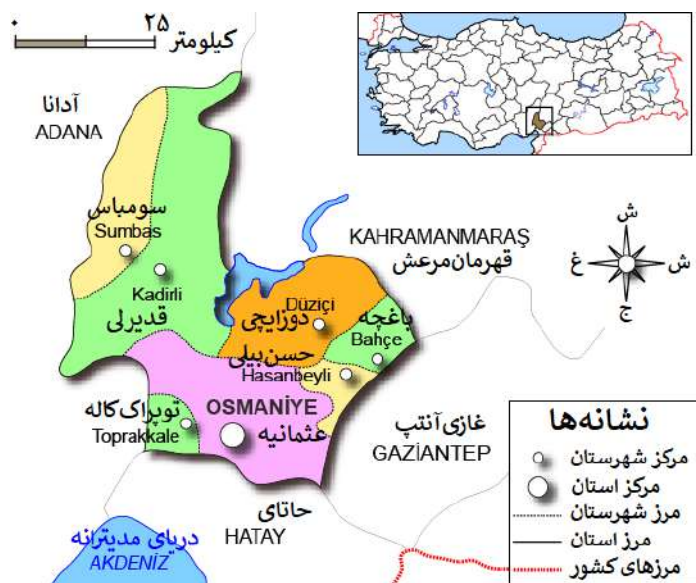 ۰
۲۵
کیلومتر
آدانا
ADANA
سومباس
Sumbas
Kadirli
قدیرلی
KAHRAMANMARAŞ
قهرمان‌مرعش
ش
غ
ش
ج
Düziçi
دوزایچی
باغچه
Bahçe
حسن‌بیلی
Hasanbeyli
توپراک‌کاله
Toprakkale
OSMANİYE
عثمانیه
غازی‌آنتپ
GAZİANTEP
حاتای
HATAY
دریای مدیترانه
AKDENİZ
نشانه‌ها
مرکز شهرستان
مرکز استان
مرز شهرستان
مرز استان
مرزهای کشور